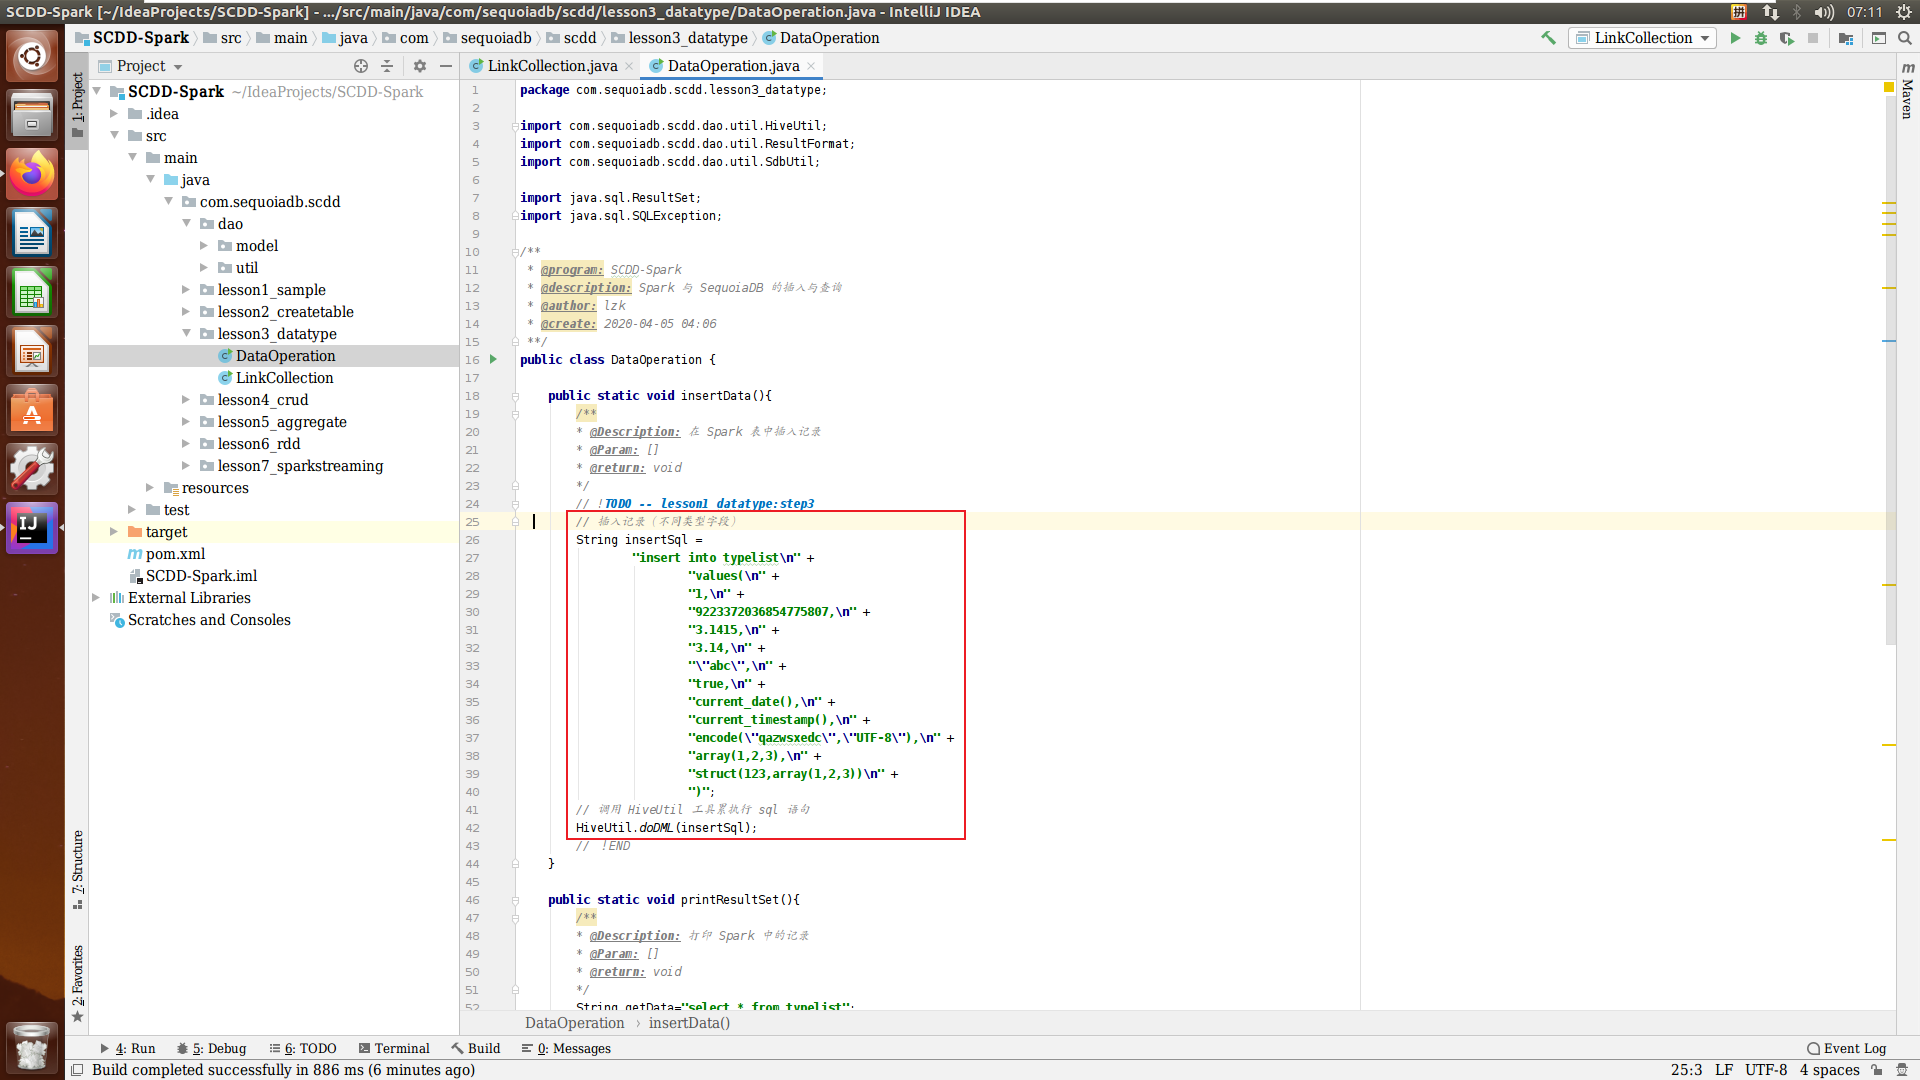 SCDD-Spark [~/IdeaProjects/SCDD-Spark] - .../src/main/java/com/sequoiadb/scdd/lesson3_datatype/DataOperation.java - IntelliJ IDEA
拼
07:11
SCDD-Spark
src
main
java
com
sequoiadb
scdd
lesson3_datatype
DataOperation
LinkCollection
Project
LinkCollection.java
DataOperation.java
1: Project
7: Structure
2: Favorites
m
Maven
SCDD-Spark ~/IdeaProjects/SCDD-Spark
.idea
src
main
java
com.sequoiadb.scdd
dao
model
util
lesson1_sample
lesson2_createtable
lesson3_datatype
DataOperation
LinkCollection
lesson4_crud
lesson5_aggregate
lesson6_rdd
lesson7_sparkstreaming
resources
test
target
pom.xml
SCDD-Spark.iml
External Libraries
Scratches and Consoles
1 package com.sequoiadb.scdd.lesson3_datatype;
2
3 import com.sequoiadb.scdd.dao.util.HiveUtil;
4 import com.sequoiadb.scdd.dao.util.ResultFormat;
5 import com.sequoiadb.scdd.dao.util.SdbUtil;
6
7 import java.sql.ResultSet;
8 import java.sql.SQLException;
9
10 /**
11 * @program: SCDD-Spark
12 * @description: Spark 与 SequoiaDB 的插入与查询
13 * @author: lzk
14 * @create: 2020-04-05 04:06
15 **/
16 public class DataOperation {
17
18 public static void insertData(){
19 /**
20 * @Description: 在 Spark 表中插入记录
21 * @Param: []
22 * @return: void
23 */
24 // !TODO -- lesson1_datatype:step3
25 // 插入记录（不同类型字段）
26 String insertSql =
27 "insert into typelist\n" +
28 "values(\n" +
29 "1,\n" +
30 "9223372036854775807,\n" +
31 "3.1415,\n" +
32 "3.14,\n" +
33 "\"abc\",\n" +
34 "true,\n" +
35 "current_date(),\n" +
36 "current_timestamp(),\n" +
37 "encode(\"qazwsxedc\",\"UTF-8\"),\n" +
38 "array(1,2,3),\n" +
39 "struct(123,array(1,2,3))\n" +
40 ")";
41 // 调用 HiveUtil 工具累执行 sql 语句
42 HiveUtil.doDML(insertSql);
43 // !END
44 }
45
46 public static void printResultSet(){
47 /**
48 * @Description: 打印 Spark 中的记录
49 * @Param: []
50 * @return: void
51 */
52 String getData="select * from typelist";
DataOperation › insertData()
4: Run
5: Debug
6: TODO
Terminal
Build
0: Messages
Event Log
Build completed successfully in 886 ms (6 minutes ago)
25:3 LF UTF-8 4 spaces